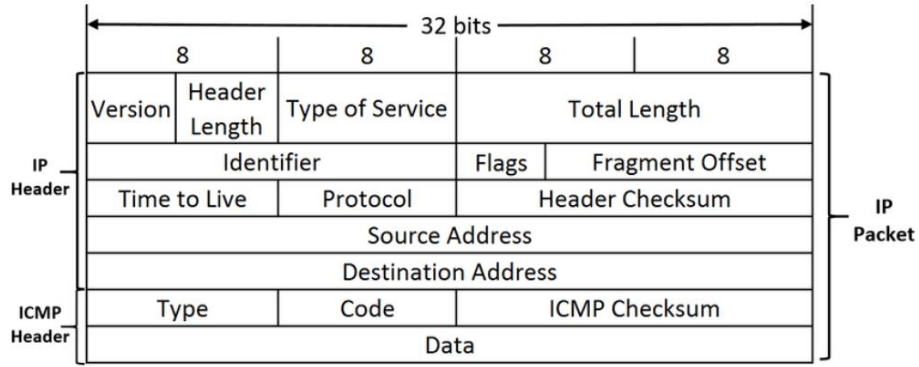 32 bits
8 8 8 8
Version Header Length Type of Service Total Length
Identifier Flags Fragment Offset
IP Header
Time to Live Protocol Header Checksum
Source Address
IP Packet
Destination Address
Type Code ICMP Checksum
ICMP Header
Data